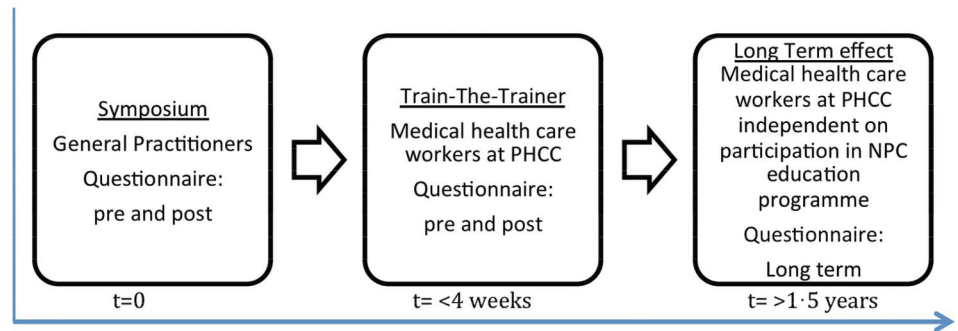 Symposium
General Practitioners
Questionnaire:
pre and post
t=0
Train-The-Trainer
Medical health care
workers at PHCC
Questionnaire:
pre and post
t= <4 weeks
Long Term effect
Medical health care
workers at PHCC
independent on
participation in NPC
education
programme
Questionnaire:
Long term
t= >1·5 years